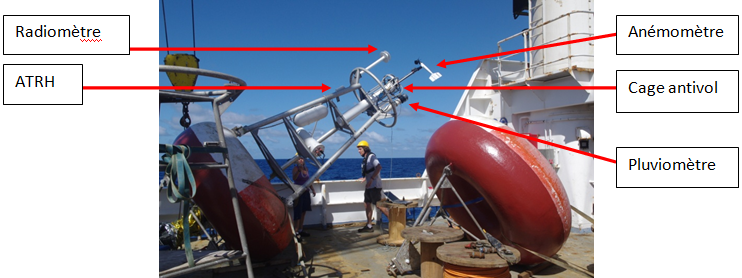 Radiomètre
Anémomètre
ATRH
Cage antivol
Pluviomètre